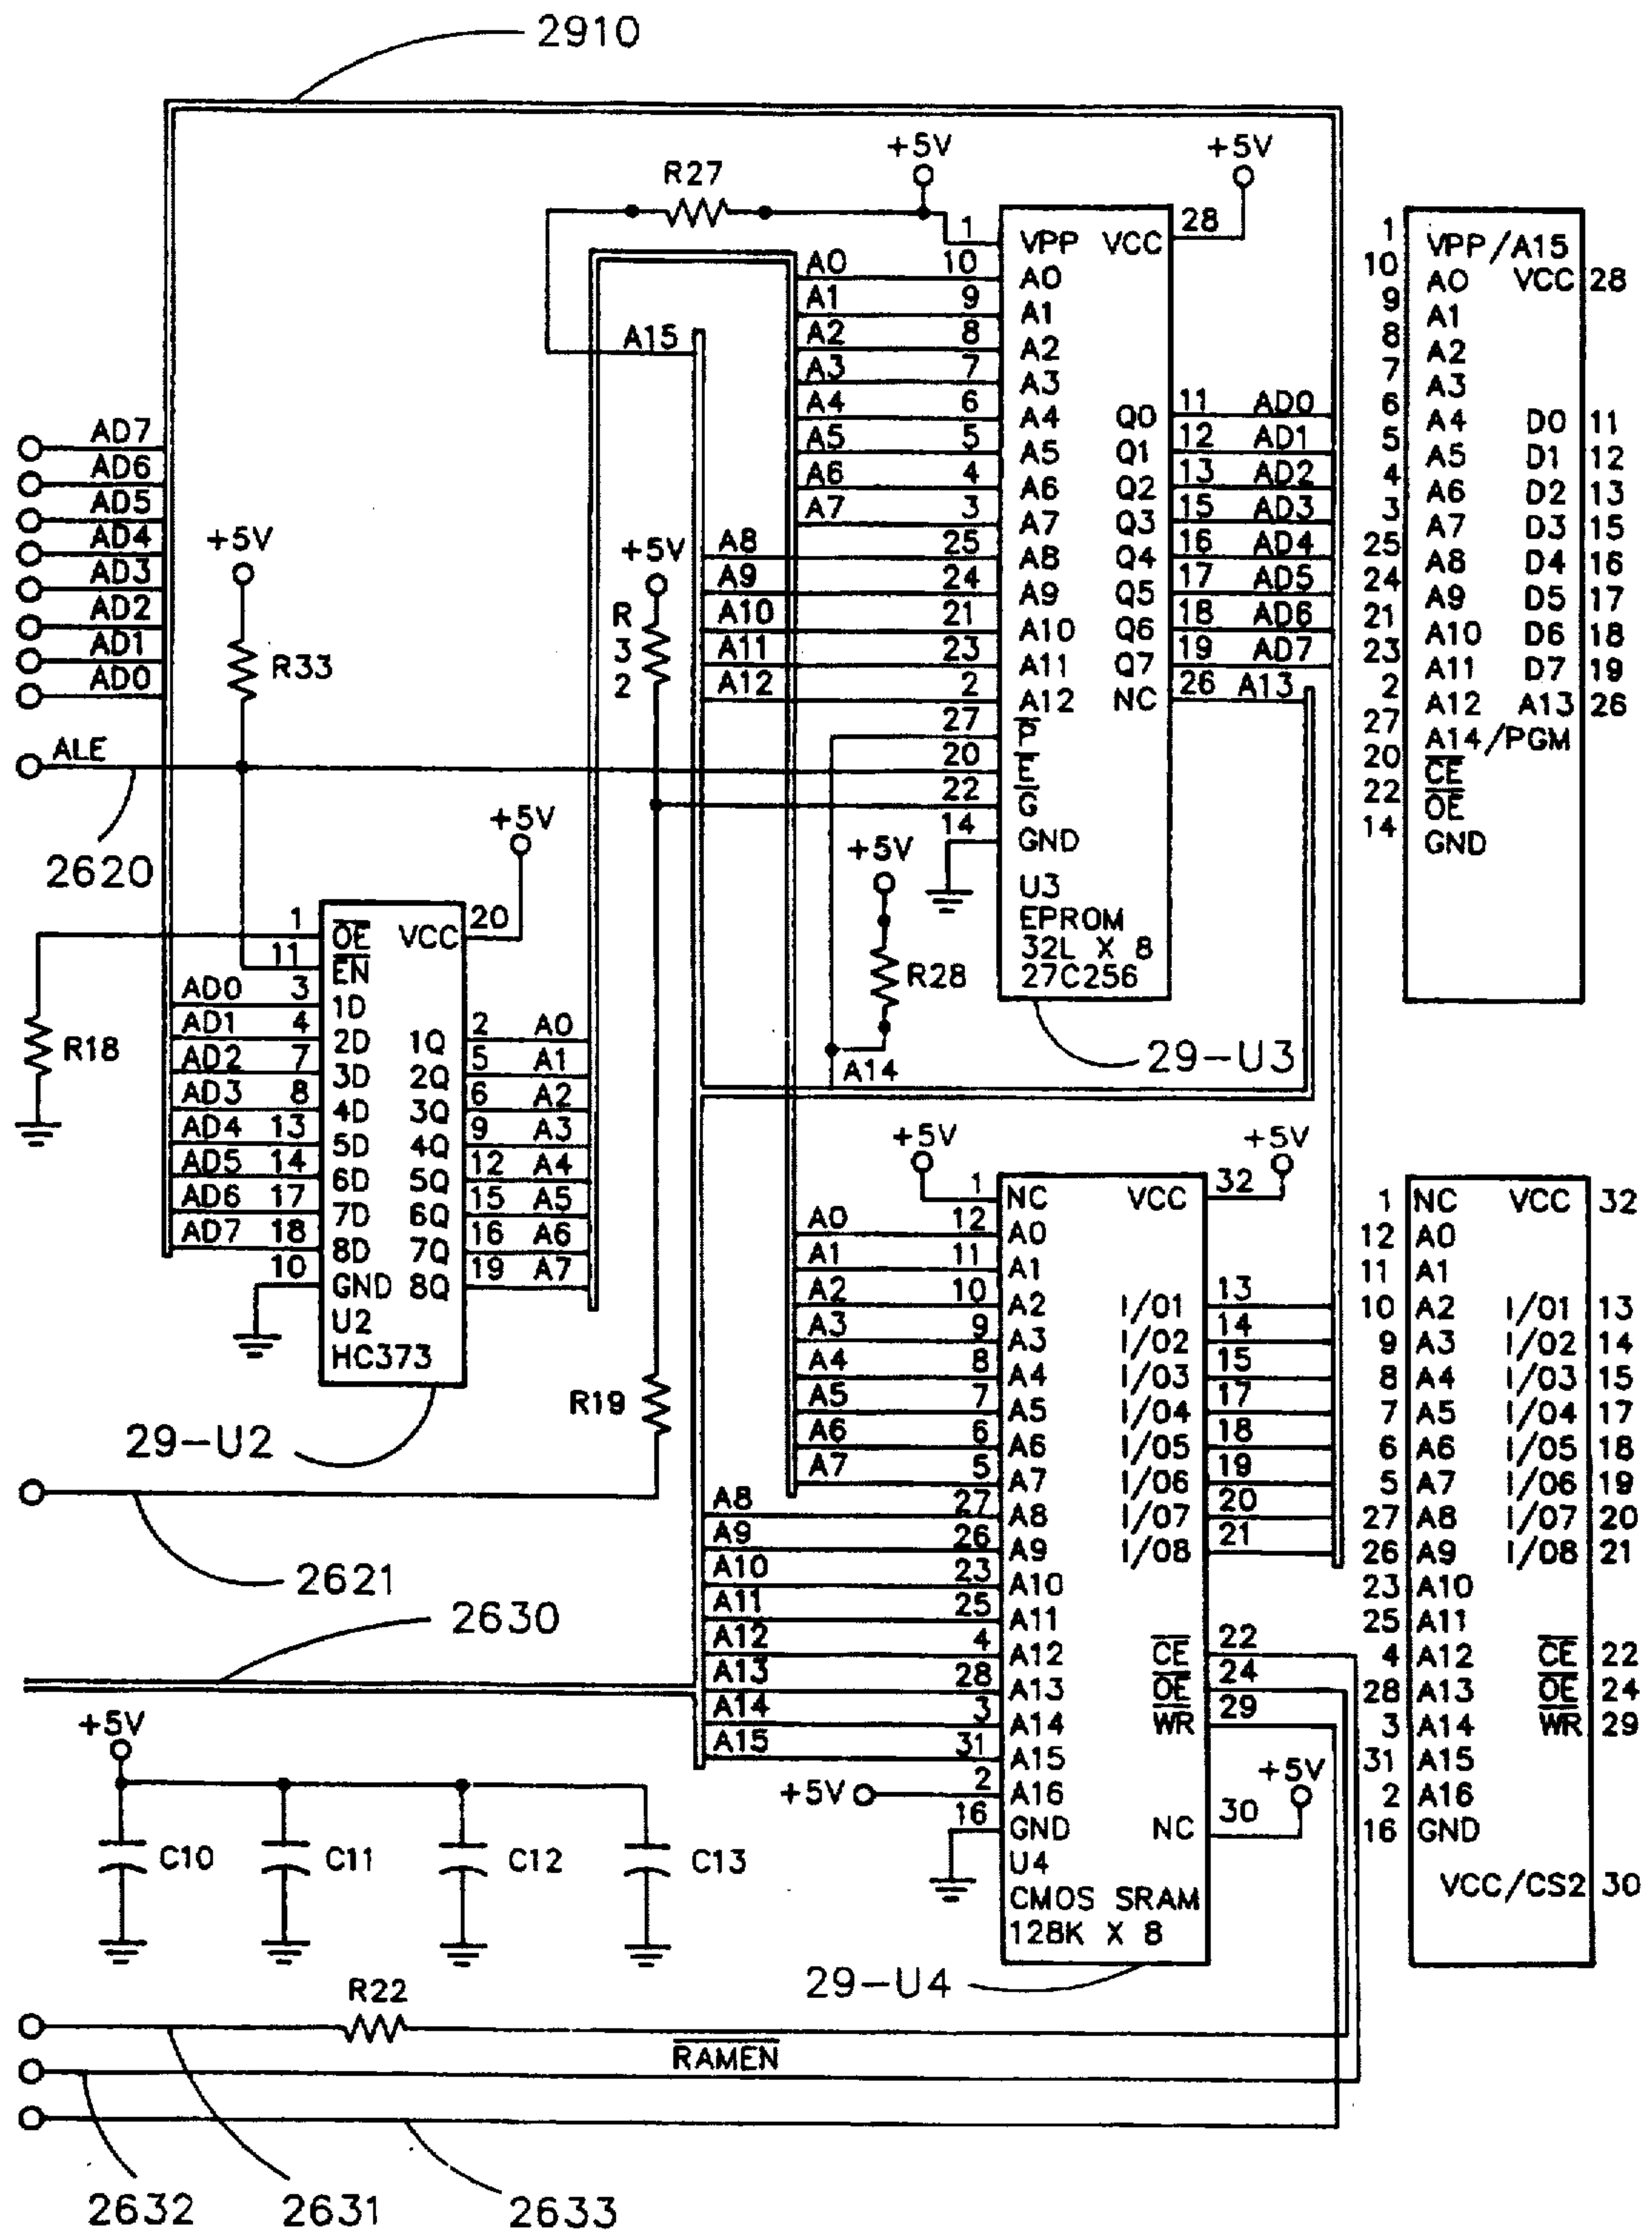 2910
+5V
+5V
R27
1
VPP
VCC
28
A0
10
A0
A1
9
A1
A2
8
A2
A15
A3
7
A3
A4
6
A4
Q0
11
AD0
A5
5
A5
Q1
12
AD1
A6
4
A6
Q2
13
AD2
A7
3
A7
Q3
15
AD3
A8
25
A8
Q4
16
AD4
A9
24
A9
Q5
17
AD5
A10
21
A10
Q6
18
AD6
A11
23
A11
Q7
19
AD7
A12
2
A12
NC
26
A13
27
P
20
E
22
G
14
GND
U3
EPROM
32L X 8
27C256
29-U3
1
VPP/A15
10
A0
VCC
28
9
A1
8
A2
7
A3
6
A4
D0
11
5
A5
D1
12
4
A6
D2
13
3
A7
D3
15
25
A8
D4
16
24
A9
D5
17
21
A10
D6
18
23
A11
D7
19
2
A12
A13
26
27
A14/PGM
20
CE
22
OE
14
GND
AD7
AD6
AD5
AD4
AD3
AD2
AD1
AD0
ALE
2620
+5V
R33
+5V
R
3
2
+5V
+5V
R28
A14
R18
1
OE
VCC
20
11
EN
AD0
3
1D
AD1
4
2D
1Q
2
A0
AD2
7
3D
2Q
5
A1
AD3
8
4D
3Q
6
A2
AD4
13
5D
4Q
9
A3
AD5
14
6D
5Q
12
A4
AD6
17
7D
6Q
15
A5
AD7
18
8D
7Q
16
A6
10
GND
8Q
19
A7
U2
HC373
29-U2
R19
2621
2630
+5V
+5V
1
NC
VCC
32
A0
12
A0
A1
11
A1
A2
10
A2
I/O1
13
A3
9
A3
I/O2
14
A4
8
A4
I/O3
15
A5
7
A5
I/O4
17
A6
6
A6
I/O5
18
A7
5
A7
I/O6
19
A8
27
A8
I/O7
20
A9
26
A9
I/O8
21
A10
23
A10
A11
25
A11
A12
4
A12
CE
22
A13
28
A13
OE
24
A14
3
A14
WR
29
A15
31
A15
+5V
2
A16
+5V
16
GND
NC
30
U4
CMOS SRAM
128K X 8
29-U4
1
NC
VCC
32
12
A0
11
A1
10
A2
I/O1
13
9
A3
I/O2
14
8
A4
I/O3
15
7
A5
I/O4
17
6
A6
I/O5
18
5
A7
I/O6
19
27
A8
I/O7
20
26
A9
I/O8
21
23
A10
25
A11
4
A12
CE
22
28
A13
OE
24
3
A14
WR
29
31
A15
2
A16
16
GND
VCC/CS2
30
+5V
C10
C11
C12
C13
R22
RAMEN
2632
2631
2633